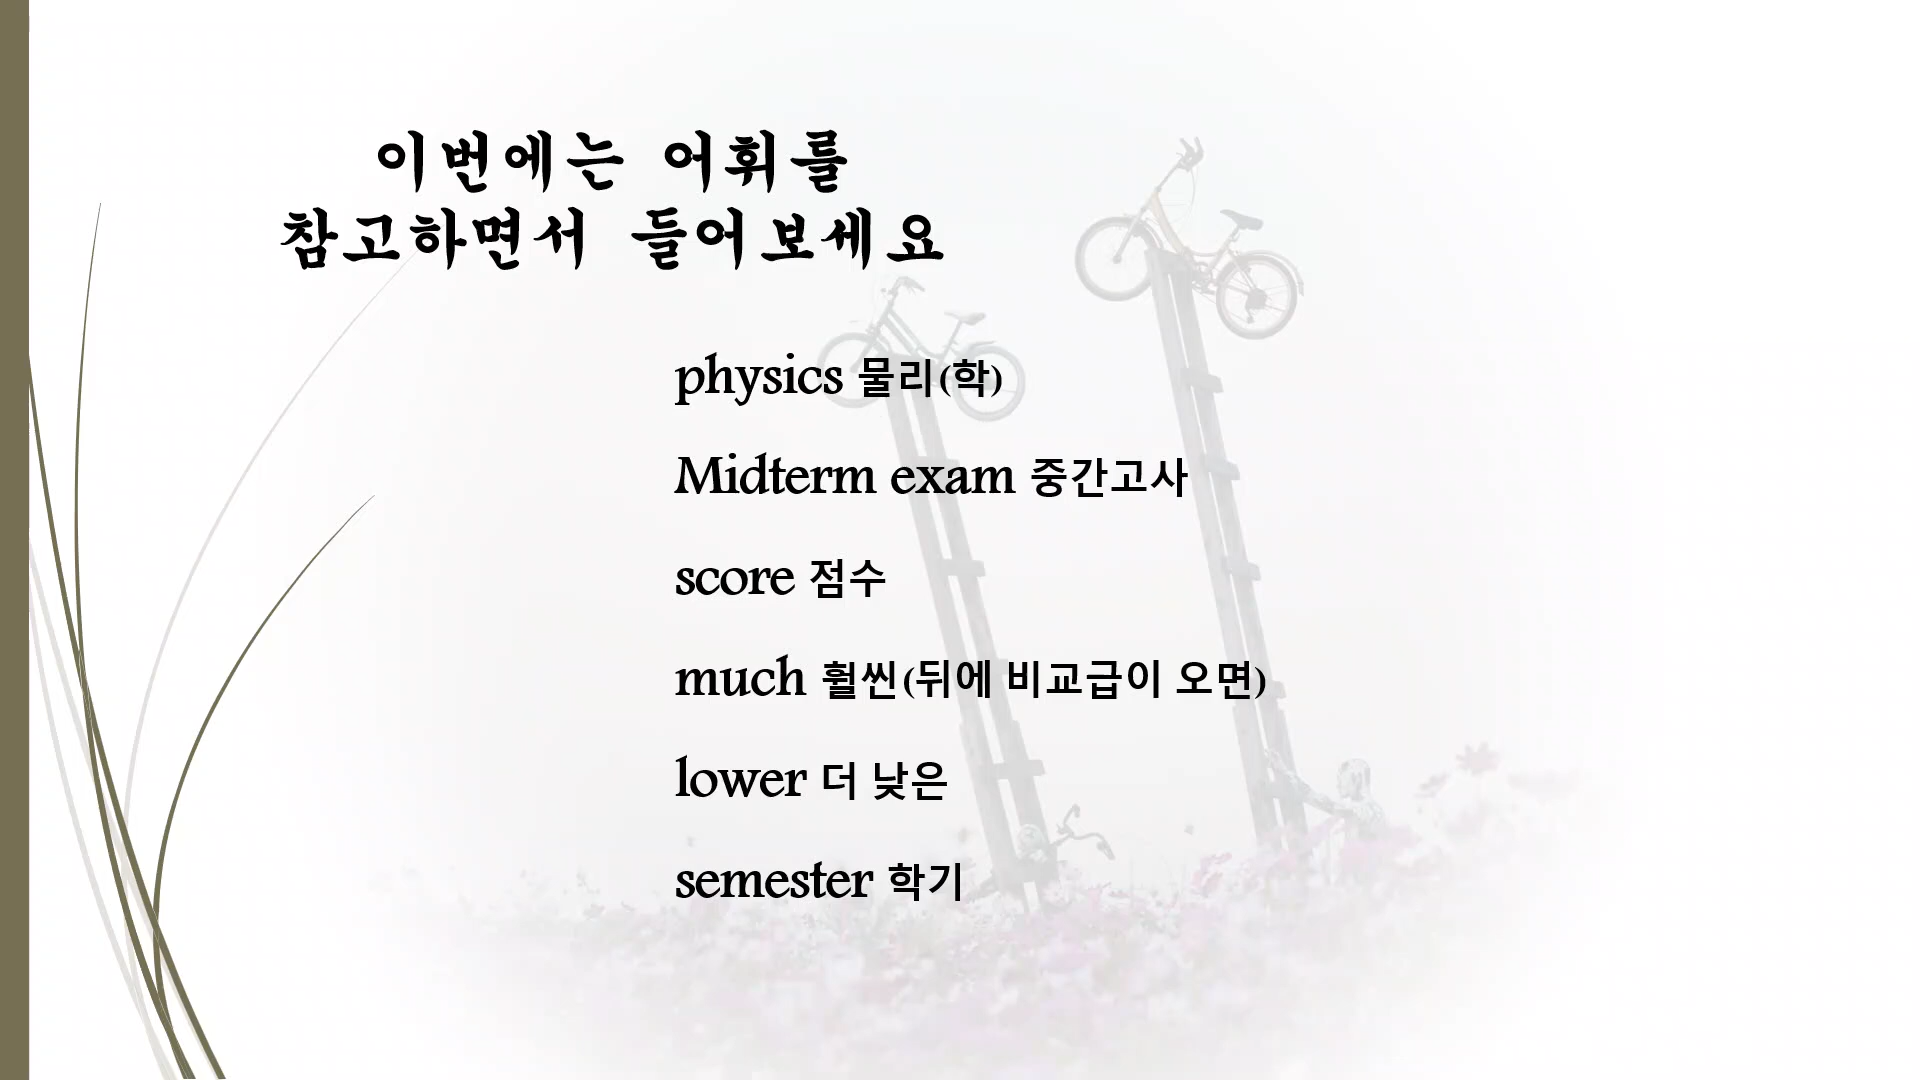 이번에는 어휘를
참고하면서 들어보세요
physics 물리(학)
Midterm exam 중간고사
score 점수
much 훨씬(뒤에 비교급이 오면)
lower 더 낮은
semester 학기